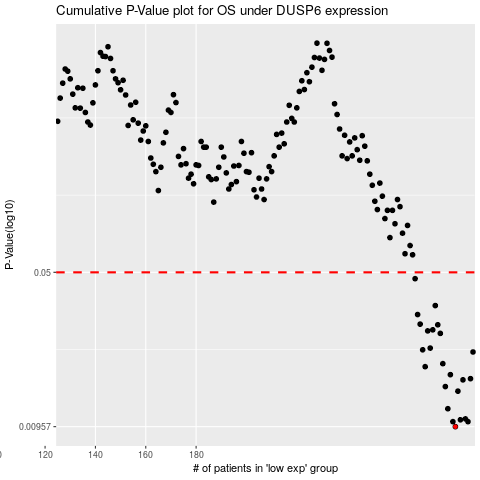 Cumulative P-Value plot for OS under DUSP6 expression
P-Value(log10)
0.05
0.00957
0 120 140 160 180
# of patients in 'low exp' group